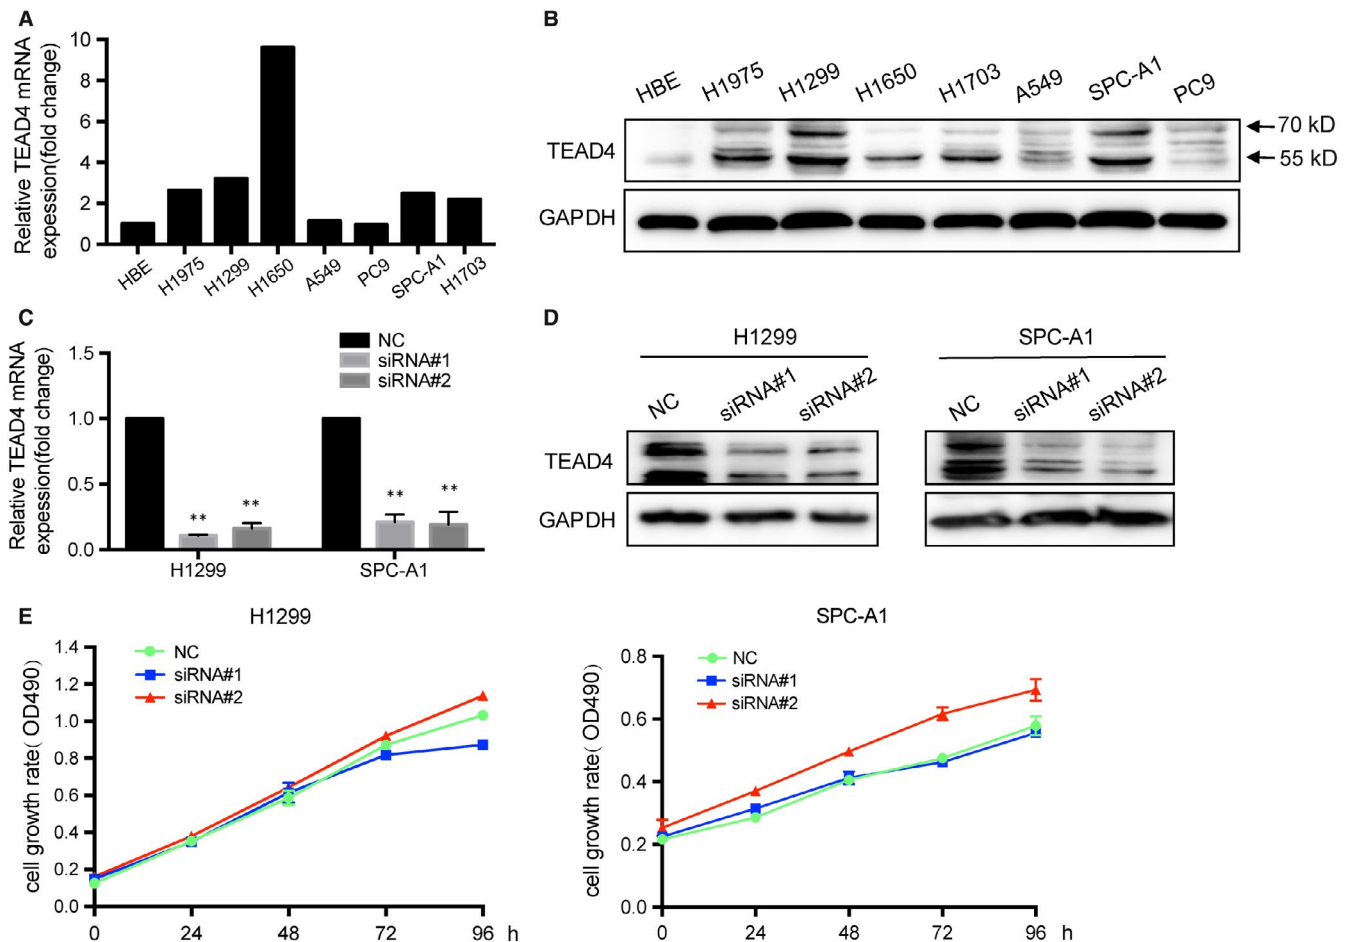 A
Relative TEAD4 mRNA
expession(fold change)
10
8
6
4
2
0
HBE
H1975
H1299
H1650
A549
PC9
SPC-A1
H1703
B
HBE
H1975
H1299
H1650
H1703
A549
SPC-A1
PC9
TEAD4
70 kD
55 kD
GAPDH
C
Relative TEAD4 mRNA
expession(fold change)
NC
siRNA#1
siRNA#2
1.5
1.0
0.5
0.0
** ** ** **
H1299
SPC-A1
D
H1299
SPC-A1
NC
siRNA#1
siRNA#2
NC
siRNA#1
siRNA#2
TEAD4
GAPDH
E
H1299
cell growth rate( OD490)
NC
siRNA#1
siRNA#2
1.4
1.2
1.0
0.8
0.6
0.4
0.2
0.0
0 24 48 72 96 h
SPC-A1
cell growth rate( OD490)
NC
siRNA#1
siRNA#2
0.8
0.6
0.4
0.2
0.0
0 24 48 72 96 h